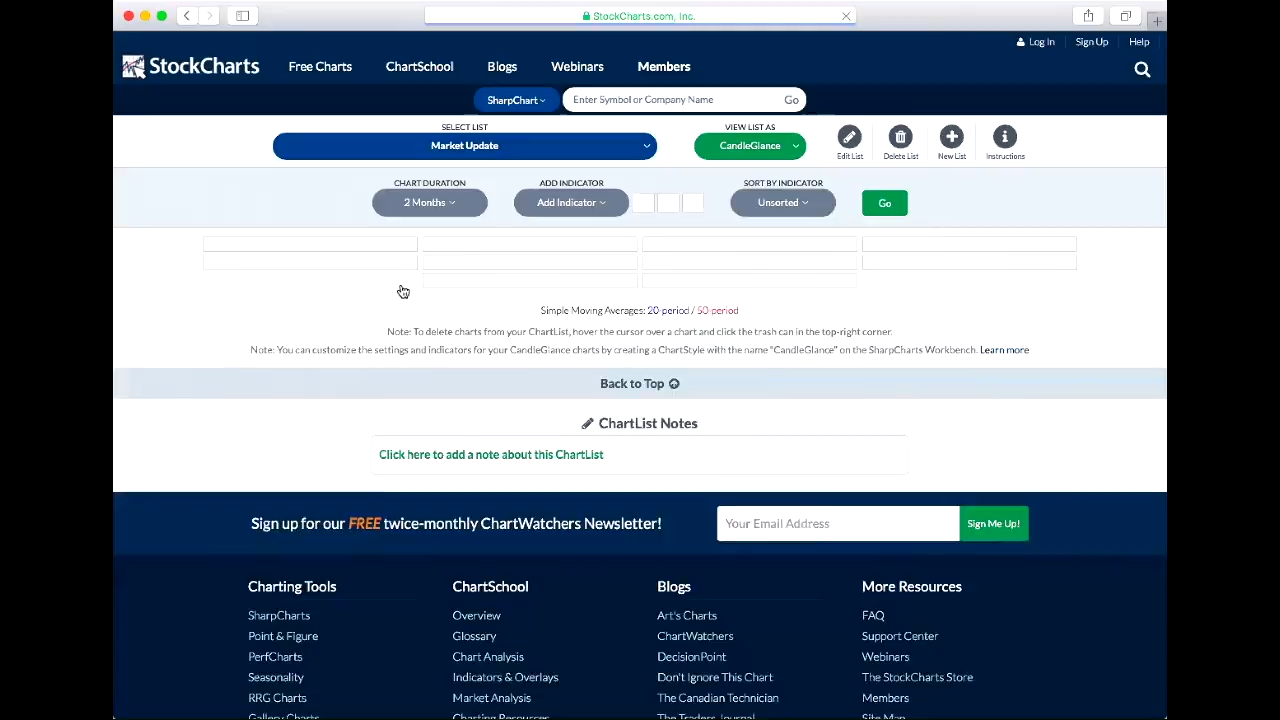 StockCharts.com, Inc.
Log In Sign Up Help
StockCharts Free Charts ChartSchool Blogs Webinars Members
SharpChart Enter Symbol or Company Name Go
SELECT LIST VIEW LIST AS
Market Update CandleGlance Edit List Delete List New List Instructions
CHART DURATION ADD INDICATOR SORT BY INDICATOR
2 Months Add Indicator Unsorted Go
Simple Moving Averages: 20-period / 50-period
Note: To delete charts from your ChartList, hover the cursor over a chart and click the trash can in the top-right corner.
Note: You can customize the settings and indicators for your CandleGlance charts by creating a ChartStyle with the name "CandleGlance" on the SharpCharts Workbench. Learn more
Back to Top
ChartList Notes
Click here to add a note about this ChartList
Sign up for our FREE twice-monthly ChartWatchers Newsletter! Your Email Address Sign Me Up!
Charting Tools ChartSchool Blogs More Resources
SharpCharts Overview Art's Charts FAQ
Point & Figure Glossary ChartWatchers Support Center
PerfCharts Chart Analysis DecisionPoint Webinars
Seasonality Indicators & Overlays Don't Ignore This Chart The StockCharts Store
RRG Charts Market Analysis The Canadian Technician Members
Gallery Charts Charting Resources The Traders Journal Site Map